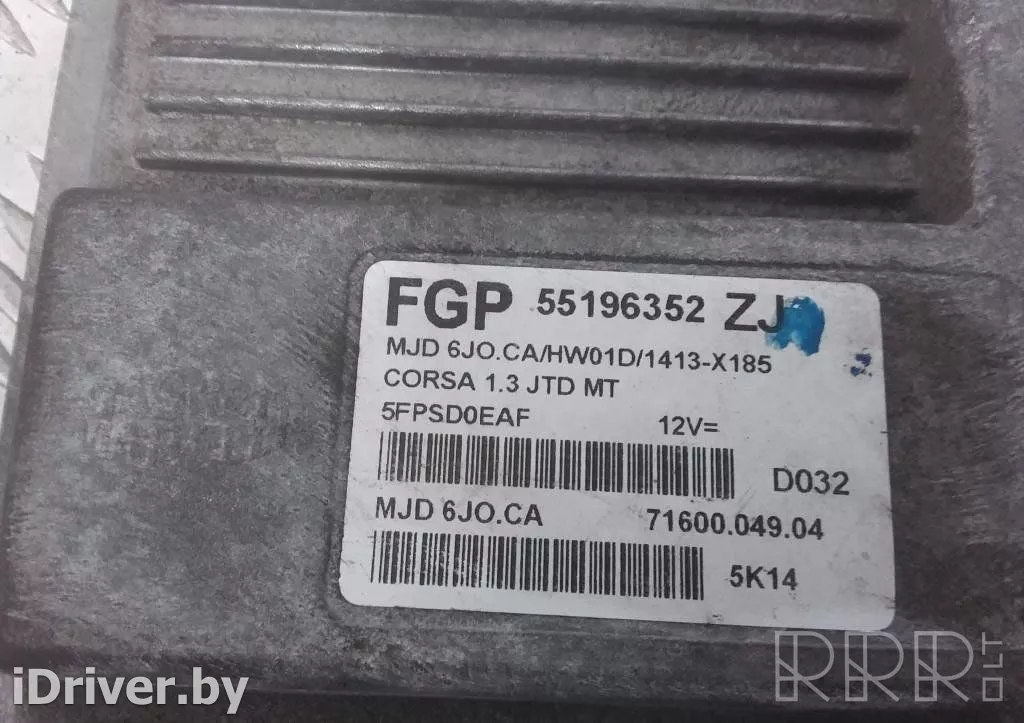 FGP 55196352 ZJ
MJD 6JO.CA/HW01D/1413-X185
CORSA 1.3 JTD MT
5FPSD0EAF 12V=
D032
MJD 6JO.CA 71600.049.04
5K14
iDriver.by
RRR.LT